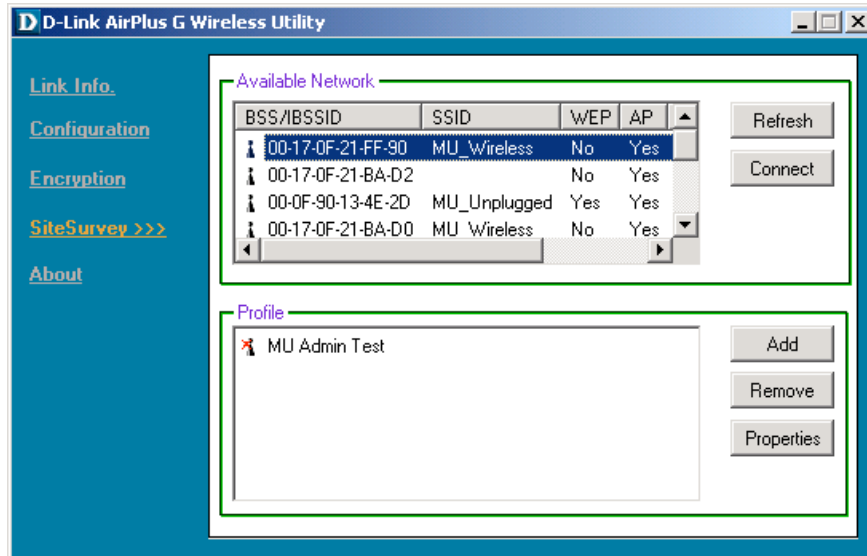 D D-Link AirPlus G Wireless Utility
Link Info.
Configuration
Encryption
SiteSurvey >>>
About
Available Network
BSS/IBSSID SSID WEP AP
00-17-0F-21-FF-90 MU_Wireless No Yes
00-17-0F-21-BA-D2 No Yes
00-0F-90-13-4E-2D MU_Unplugged Yes Yes
00-17-0F-21-BA-D0 MU_Wireless No Yes
Refresh
Connect
Profile
MU Admin Test
Add
Remove
Properties